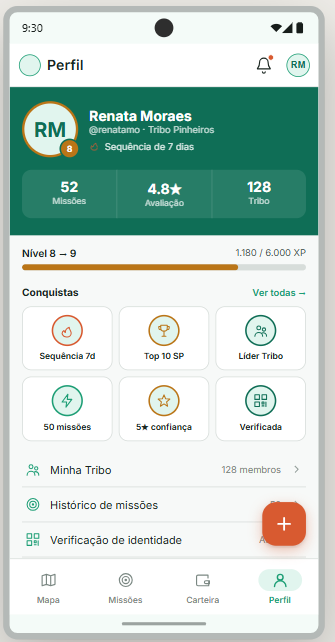 9:30
Perfil
RM
RM
8
Renata Moraes
@renatamo · Tribo Pinheiros
Sequência de 7 dias
52
Missões
4.8★
Avaliação
128
Tribo
Nível 8 → 9
1.180 / 6.000 XP
Conquistas
Ver todas →
Sequência 7d
Top 10 SP
Líder Tribo
50 missões
5★ confiança
Verificada
Minha Tribo
128 membros
Histórico de missões
Verificação de identidade
Mapa
Missões
Carteira
Perfil